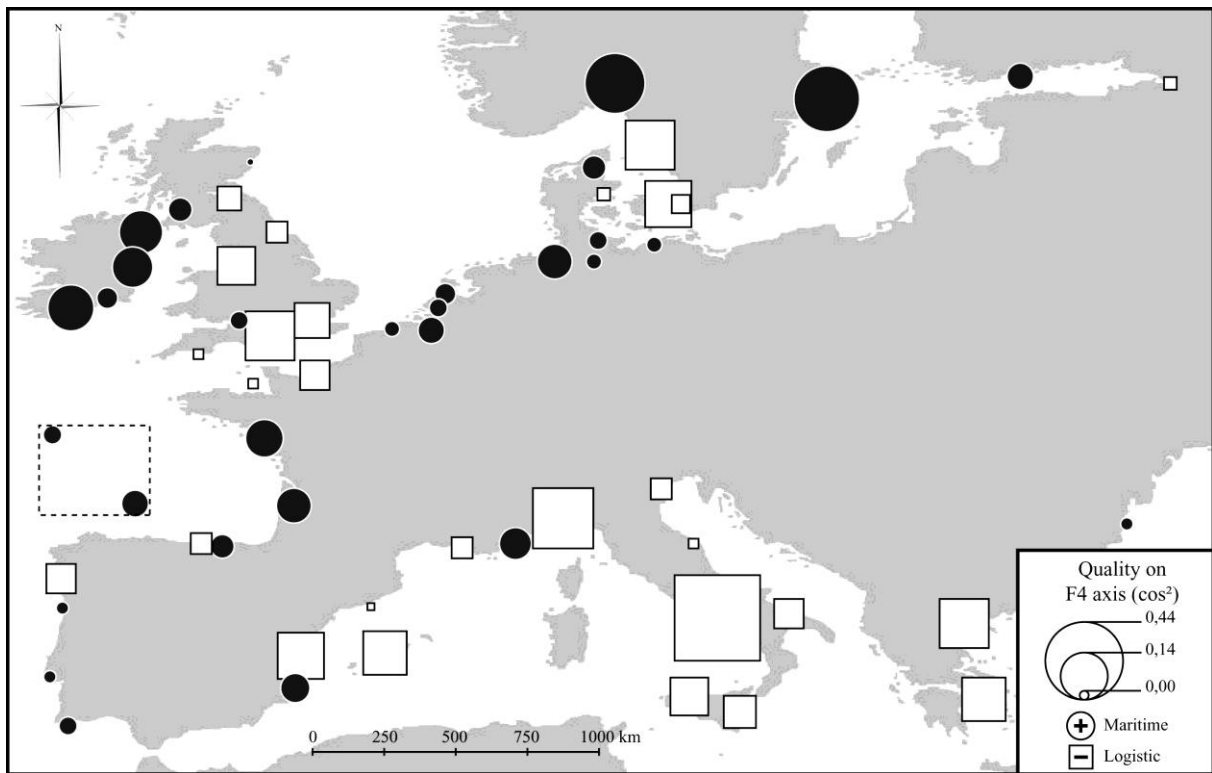 N
0 250 500 750 1000 km
Quality on
F4 axis (cos²)
0,44
0,14
0,00
+ Maritime
− Logistic